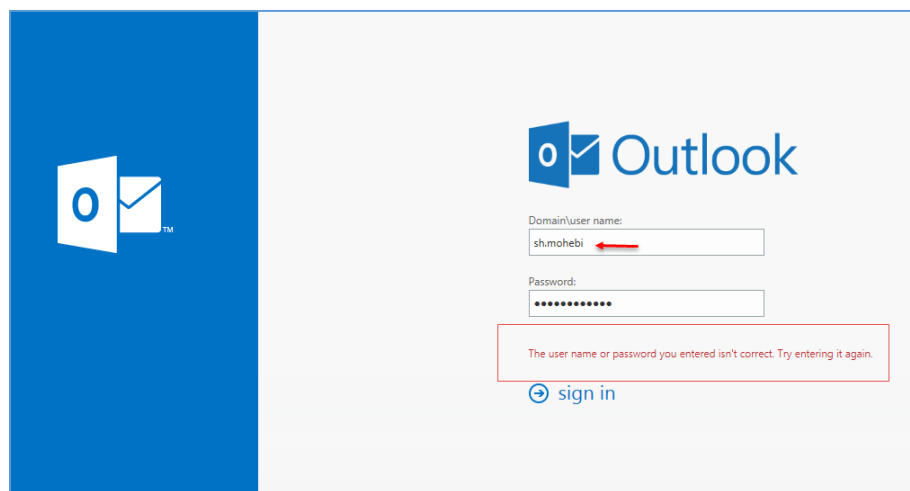 Outlook
Domain\user name:
sh.mohebi
Password:
••••••••••••
The user name or password you entered isn't correct. Try entering it again.
sign in
O
TM